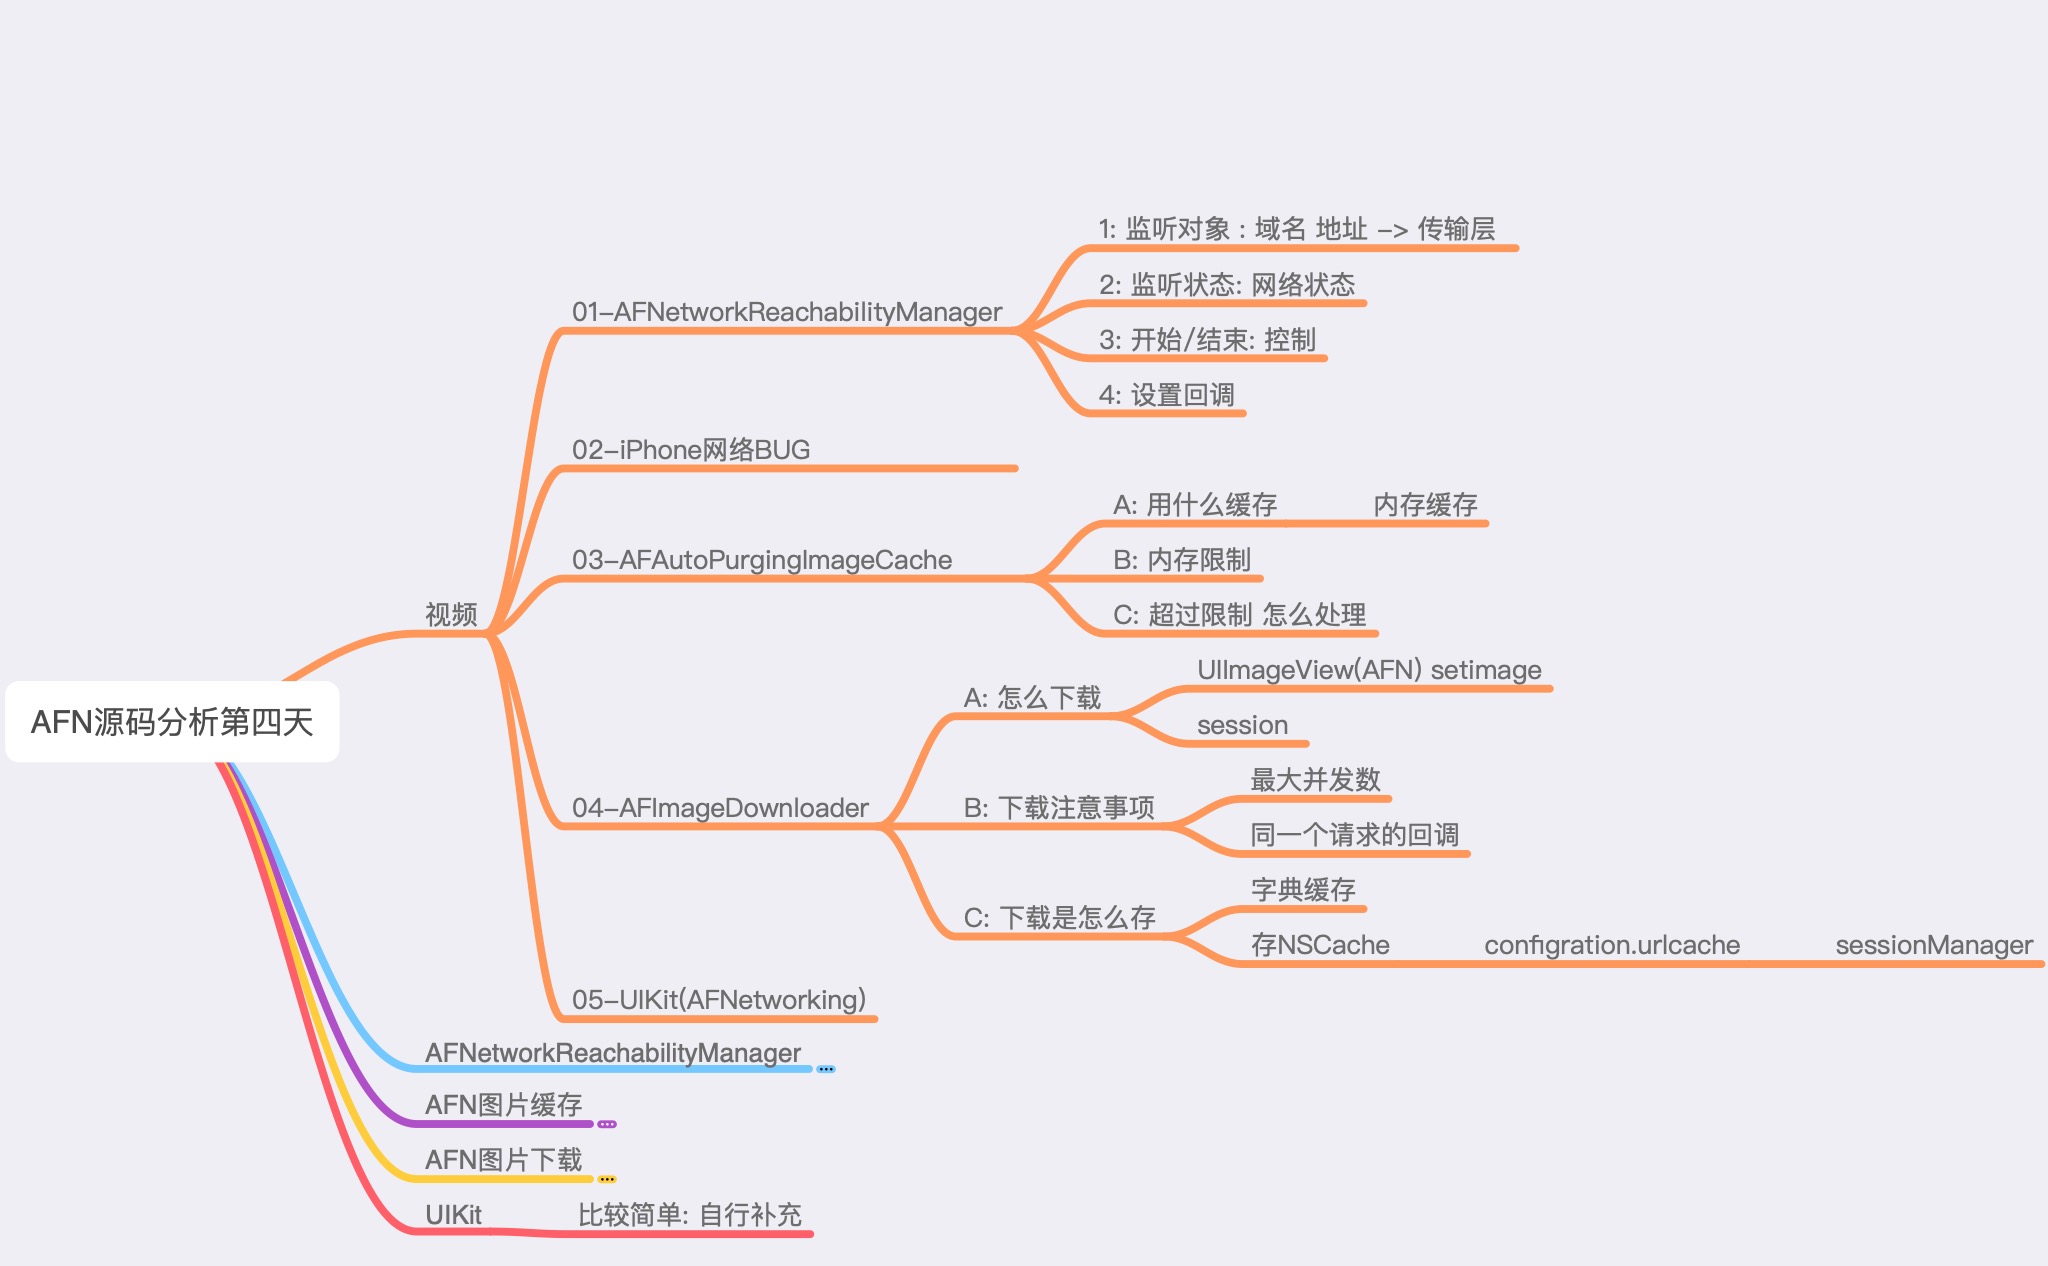 AFN源码分析第四天
视频
01-AFNetworkReachabilityManager
1: 监听对象 : 域名 地址 -> 传输层
2: 监听状态: 网络状态
3: 开始/结束: 控制
4: 设置回调
02-iPhone网络BUG
03-AFAutoPurgingImageCache
A: 用什么缓存
内存缓存
B: 内存限制
C: 超过限制 怎么处理
04-AFImageDownloader
A: 怎么下载
UIImageView(AFN) setimage
session
B: 下载注意事项
最大并发数
同一个请求的回调
C: 下载是怎么存
字典缓存
存NSCache
configration.urlcache
sessionManager
05-UIKit(AFNetworking)
AFNetworkReachabilityManager
AFN图片缓存
AFN图片下载
UIKit
比较简单: 自行补充